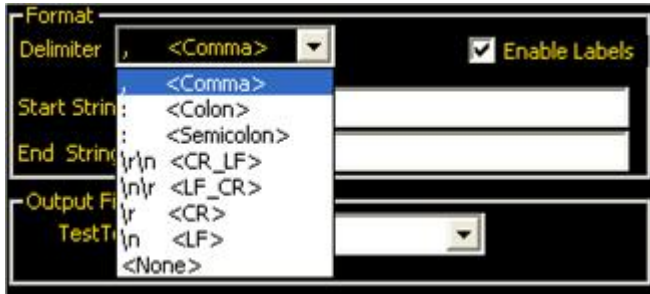 Format
Delimiter , <Comma> Enable Labels
, <Comma>
Start Strin : <Colon>
: <Semicolon>
End String \r\n <CR_LF>
\n\r <LF_CR>
Output Fi \r <CR>
TestT \n <LF>
<None>